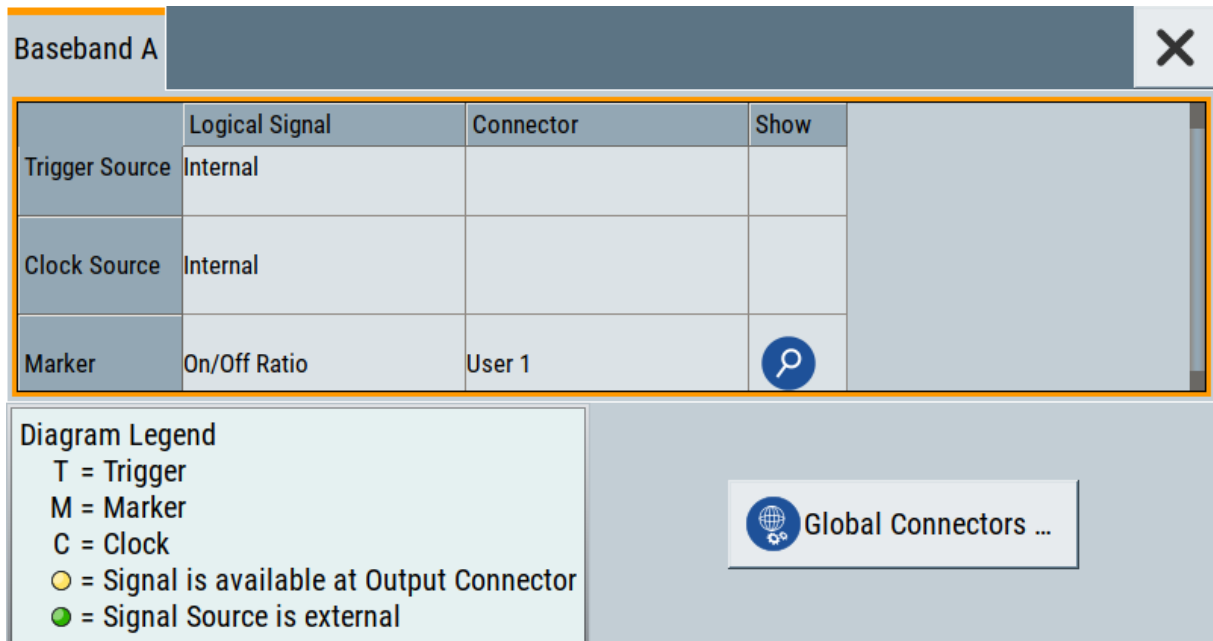 Baseband A
Logical Signal Connector Show
Trigger Source Internal
Clock Source Internal
Marker On/Off Ratio User 1
Diagram Legend
T = Trigger
M = Marker
C = Clock
= Signal is available at Output Connector
= Signal Source is external
Global Connectors ...